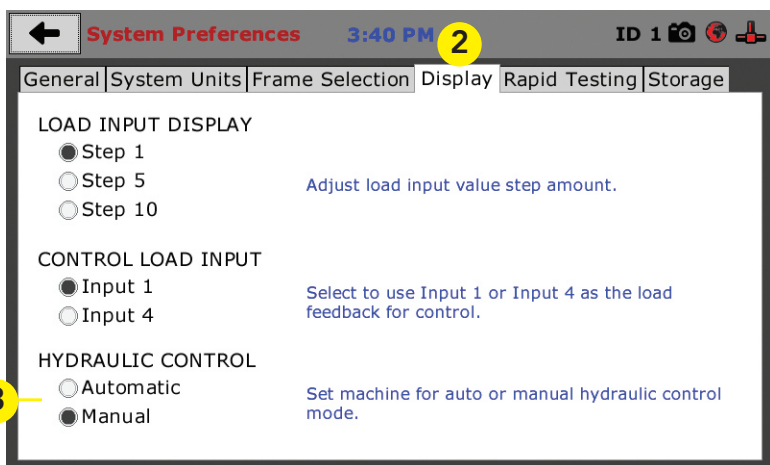 System Preferences 3:40 PM 2 ID 1
General System Units Frame Selection Display Rapid Testing Storage
LOAD INPUT DISPLAY
Step 1
Step 5
Adjust load input value step amount.
Step 10
CONTROL LOAD INPUT
Input 1
Input 4
Select to use Input 1 or Input 4 as the load
feedback for control.
HYDRAULIC CONTROL
Automatic
Manual
Set machine for auto or manual hydraulic control
mode.